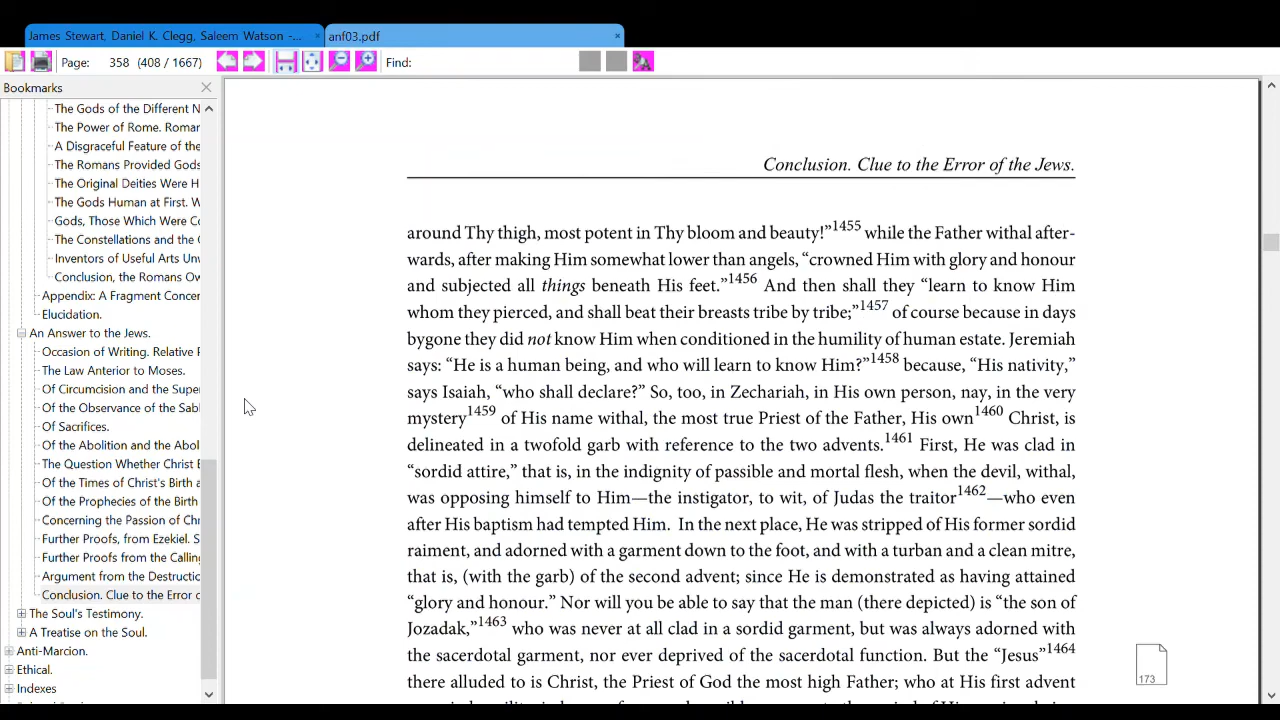 James Stewart, Daniel K. Clegg, Saleem Watson -... × anf03.pdf ×
Page: 358 (408 / 1667) Find:
Bookmarks
The Gods of the Different N
The Power of Rome. Romar
A Disgraceful Feature of the
The Romans Provided Gods
The Original Deities Were H
The Gods Human at First. W
Gods, Those Which Were Co
The Constellations and the (
Inventors of Useful Arts Unv
Conclusion, the Romans Ow
Appendix: A Fragment Concer
Elucidation.
An Answer to the Jews.
Occasion of Writing. Relative P
The Law Anterior to Moses.
Of Circumcision and the Supe
Of the Observance of the Sab
Of Sacrifices.
Of the Abolition and the Abol
The Question Whether Christ B
Of the Times of Christ's Birth a
Of the Prophecies of the Birth
Concerning the Passion of Chr
Further Proofs, from Ezekiel. S
Further Proofs from the Calling
Argument from the Destructic
Conclusion. Clue to the Error o
The Soul's Testimony.
A Treatise on the Soul.
Anti-Marcion.
Ethical.
Indexes
Conclusion. Clue to the Error of the Jews.
around Thy thigh, most potent in Thy bloom and beauty!”1455 while the Father withal after-
wards, after making Him somewhat lower than angels, “crowned Him with glory and honour
and subjected all things beneath His feet.”1456 And then shall they “learn to know Him
whom they pierced, and shall beat their breasts tribe by tribe;”1457 of course because in days
bygone they did not know Him when conditioned in the humility of human estate. Jeremiah
says: “He is a human being, and who will learn to know Him?”1458 because, “His nativity,”
says Isaiah, “who shall declare?” So, too, in Zechariah, in His own person, nay, in the very
mystery1459 of His name withal, the most true Priest of the Father, His own1460 Christ, is
delineated in a twofold garb with reference to the two advents.1461 First, He was clad in
“sordid attire,” that is, in the indignity of passible and mortal flesh, when the devil, withal,
was opposing himself to Him—the instigator, to wit, of Judas the traitor1462—who even
after His baptism had tempted Him. In the next place, He was stripped of His former sordid
raiment, and adorned with a garment down to the foot, and with a turban and a clean mitre,
that is, (with the garb) of the second advent; since He is demonstrated as having attained
“glory and honour.” Nor will you be able to say that the man (there depicted) is “the son of
Jozadak,”1463 who was never at all clad in a sordid garment, but was always adorned with
the sacerdotal garment, nor ever deprived of the sacerdotal function. But the “Jesus”1464
there alluded to is Christ, the Priest of God the most high Father; who at His first advent
173